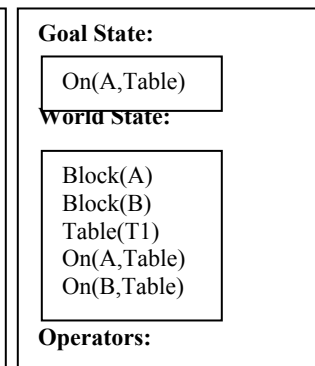 Goal State:
On(A,Table)
World State:
Block(A)
Block(B)
Table(T1)
On(A,Table)
On(B,Table)
Operators: